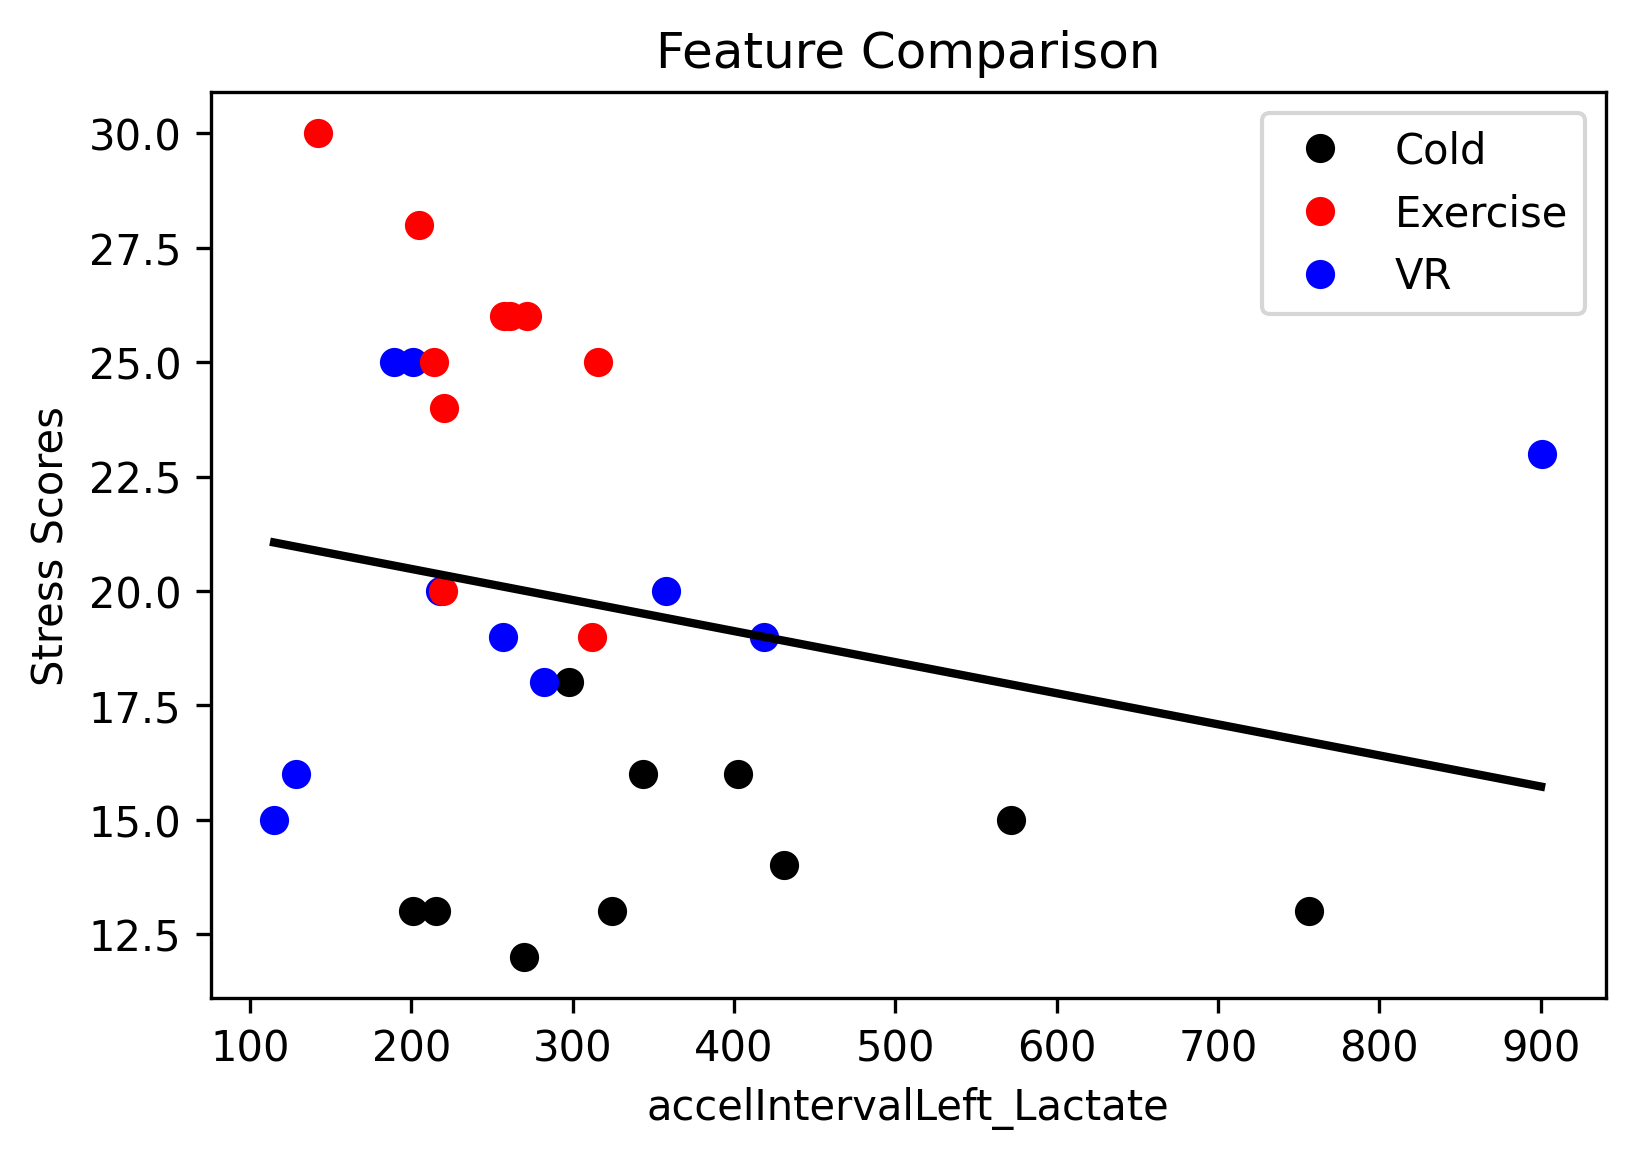 Feature Comparison
30.0
27.5
25.0
22.5
20.0
17.5
15.0
12.5
Stress Scores
Cold
Exercise
VR
100 200 300 400 500 600 700 800 900
accelIntervalLeft_Lactate